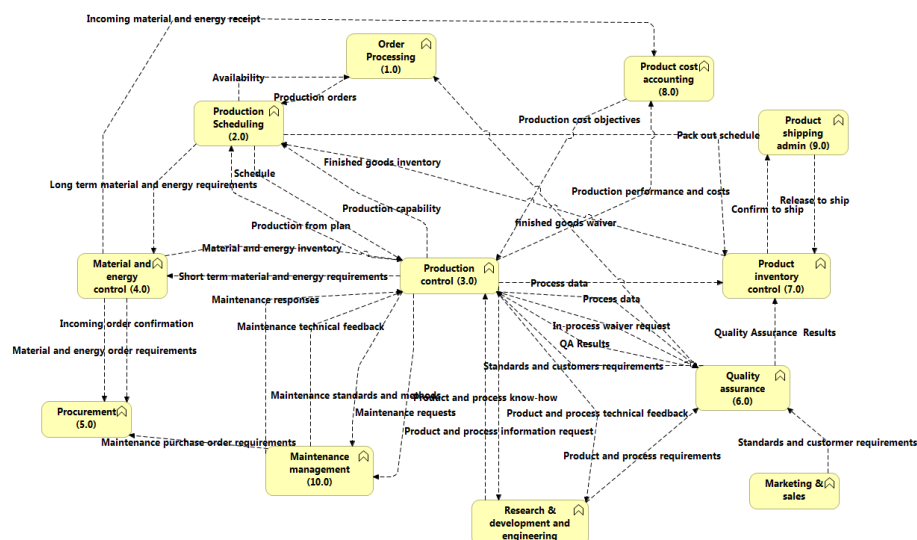 Incoming material and energy receipt
Order
Processing
(1.0)
Product cost
accounting
(8.0)
Availability
Production orders
Production
Scheduling
(2.0)
Production cost objectives
Product
shipping
admin (9.0)
Pack out schedule
Finished goods inventory
Schedule
Long term material and energy requirements
Production performance and costs
Release to ship
Confirm to ship
Production capability
finished goods waiver
Production from plan
Material and energy inventory
Material and
energy
control (4.0)
Short term material and energy requirements
Production
control (3.0)
Process data
Product
inventory
control (7.0)
Maintenance responses
Process data
Incoming order confirmation
Maintenance technical feedback
In-process waiver request
Quality Assurance  Results
QA Results
Material and energy order requirements
Standards and customers requirements
Quality
assurance
(6.0)
Maintenance standards and methods
Product and process know-how
Procurement
(5.0)
Maintenance requests
Product and process technical feedback
Product and process information request
Maintenance purchase order requirements
Standards and customer requirements
Maintenance
management
(10.0)
Product and process requirements
Marketing &
sales
Research &
development and
engineering